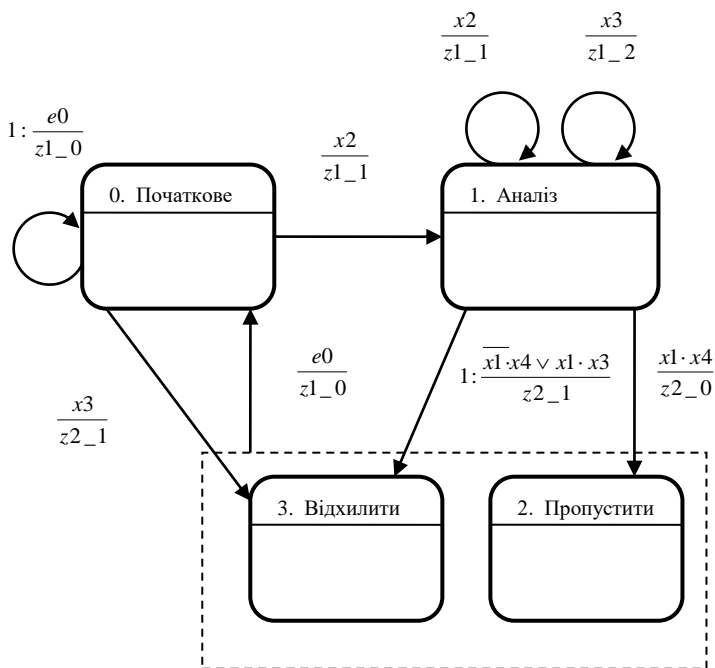 x2
z1_1
x3
z1_2
1: e0
z1_0
x2
z1_1
0. Початкове
1. Аналіз
e0
z1_0
1: x̅1̅·x4 ∨ x1·x3
z2_1
x1·x4
z2_0
x3
z2_1
3. Відхилити
2. Пропустити